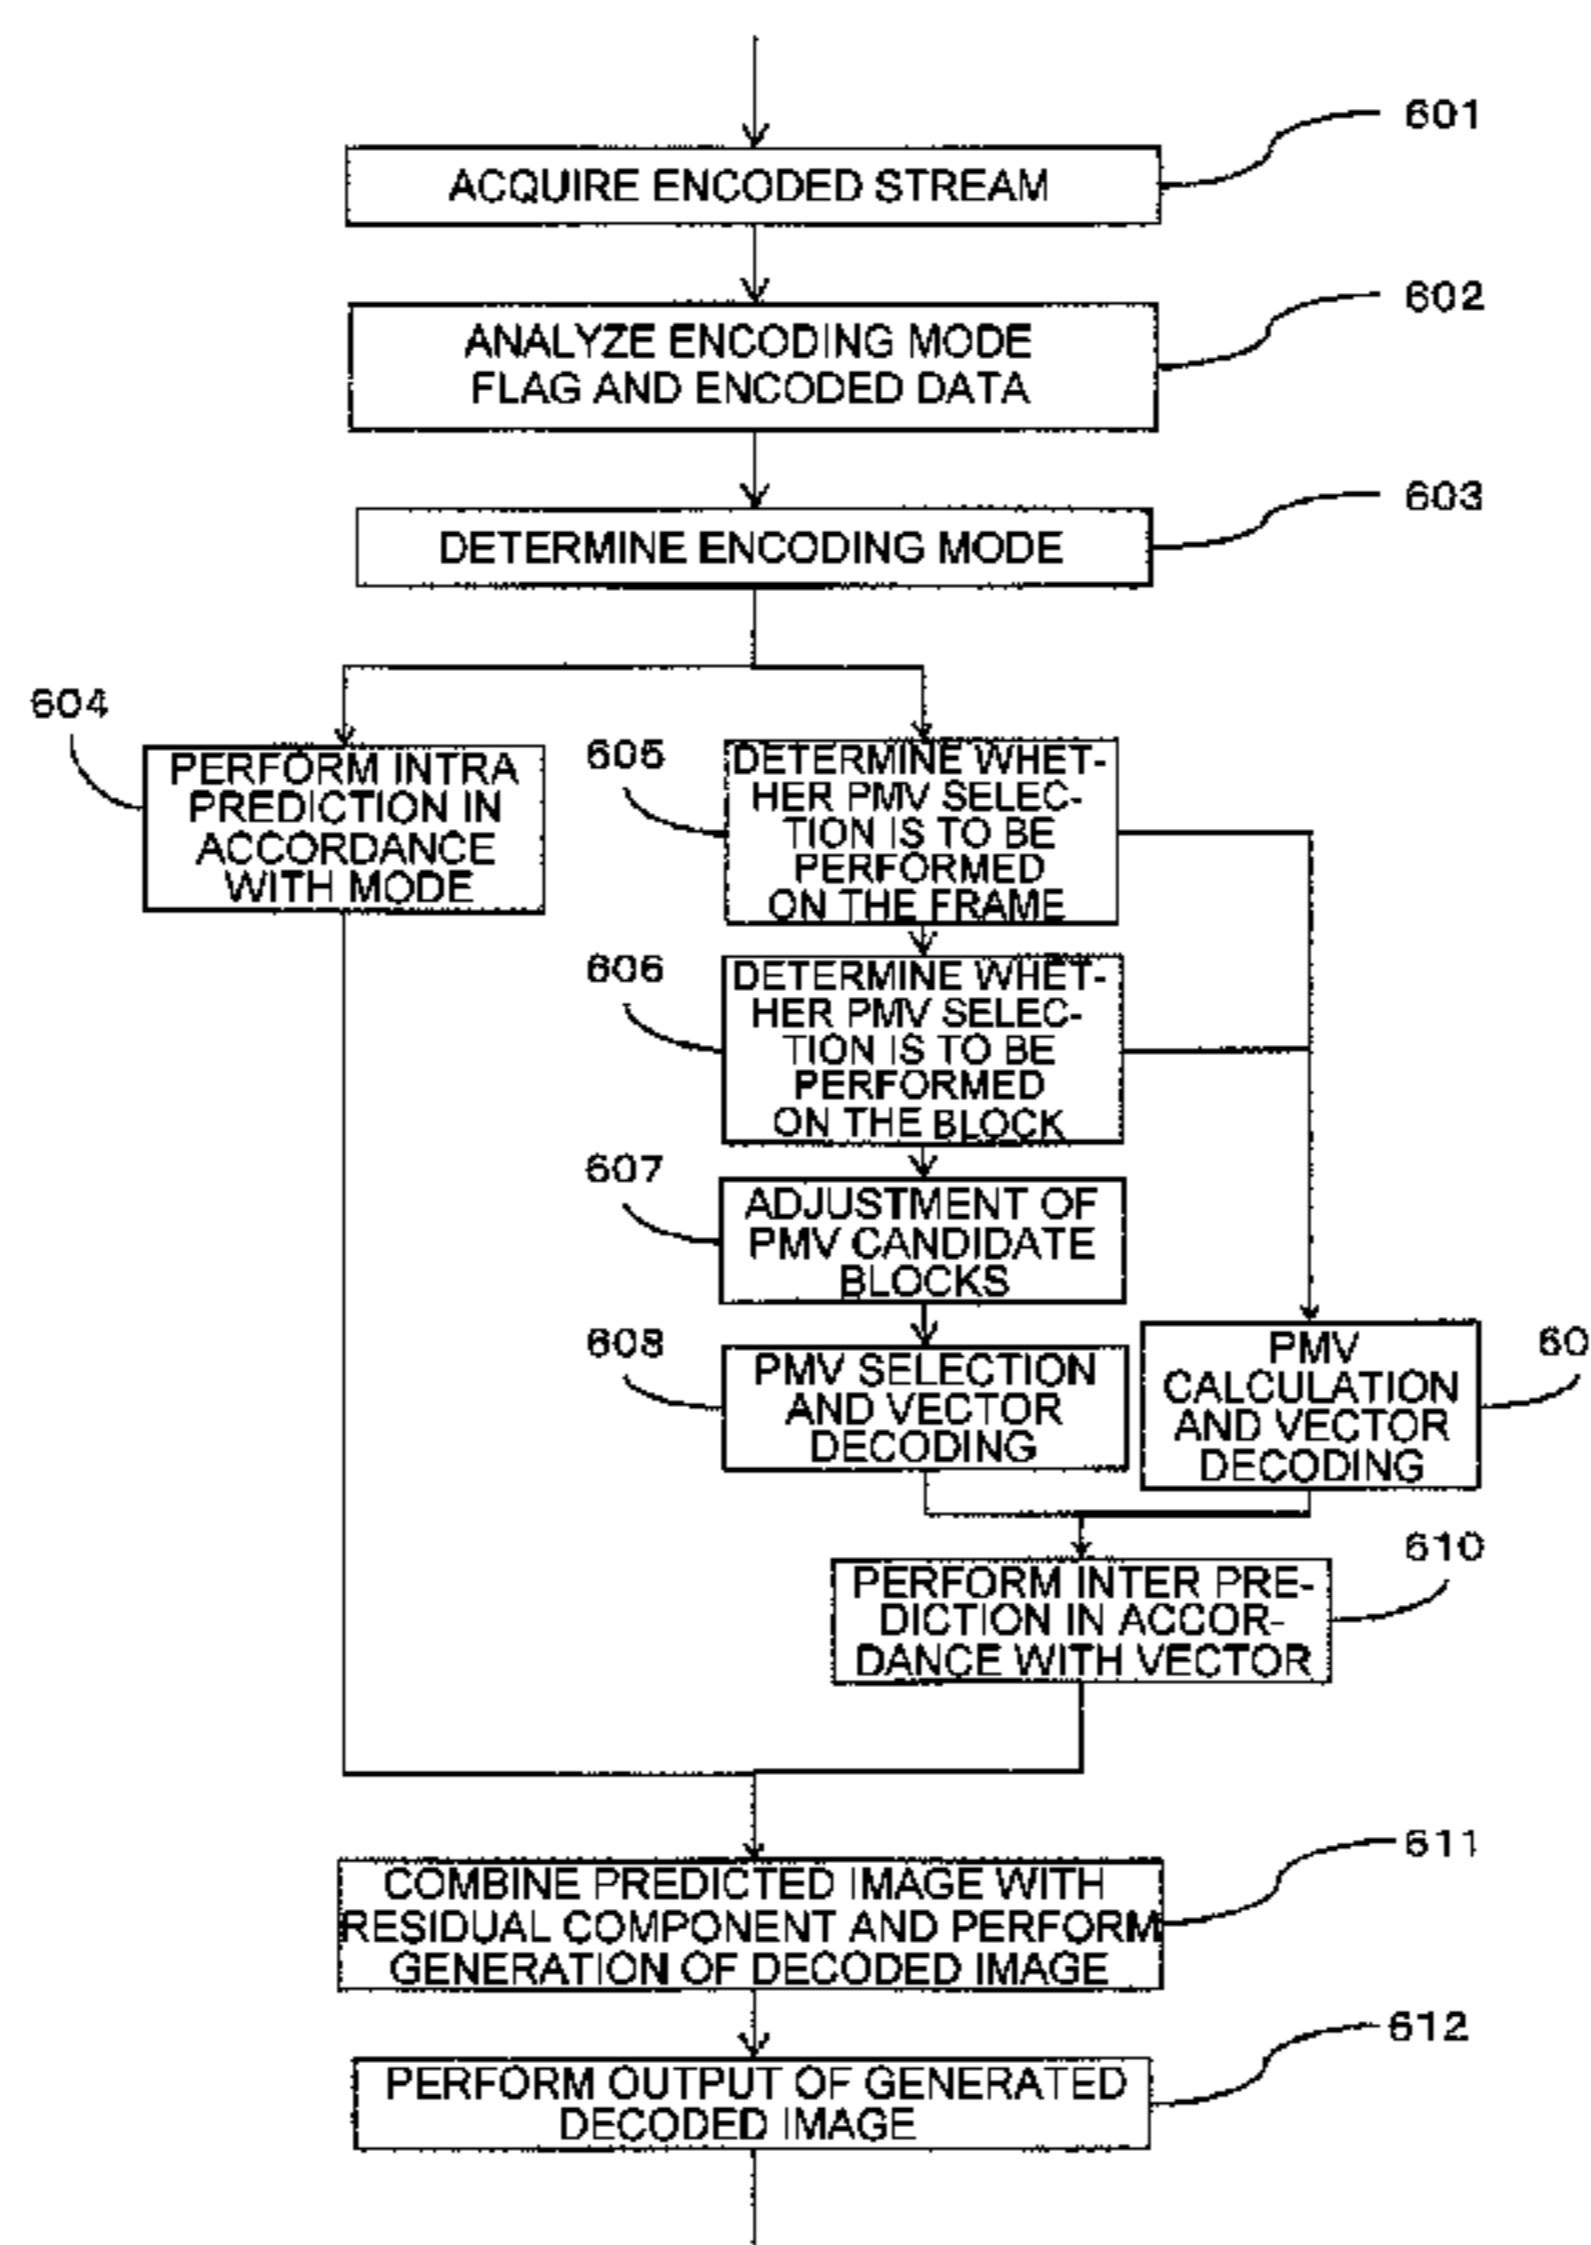 601
ACQUIRE ENCODED STREAM
602
ANALYZE ENCODING MODE
FLAG AND ENCODED DATA
603
DETERMINE ENCODING MODE
604
PERFORM INTRA
PREDICTION IN
ACCORDANCE
WITH MODE
605
DETERMINE WHET-
HER PMV SELEC-
TION IS TO BE
PERFORMED
ON THE FRAME
606
DETERMINE WHET-
HER PMV SELEC-
TION IS TO BE
PERFORMED
ON THE BLOCK
607
ADJUSTMENT OF
PMV CANDIDATE
BLOCKS
608
PMV SELECTION
AND VECTOR
DECODING
60
PMV
CALCULATION
AND VECTOR
DECODING
610
PERFORM INTER PRE-
DICTION IN ACCOR-
DANCE WITH VECTOR
611
COMBINE PREDICTED IMAGE WITH
RESIDUAL COMPONENT AND PERFORM
GENERATION OF DECODED IMAGE
612
PERFORM OUTPUT OF GENERATED
DECODED IMAGE